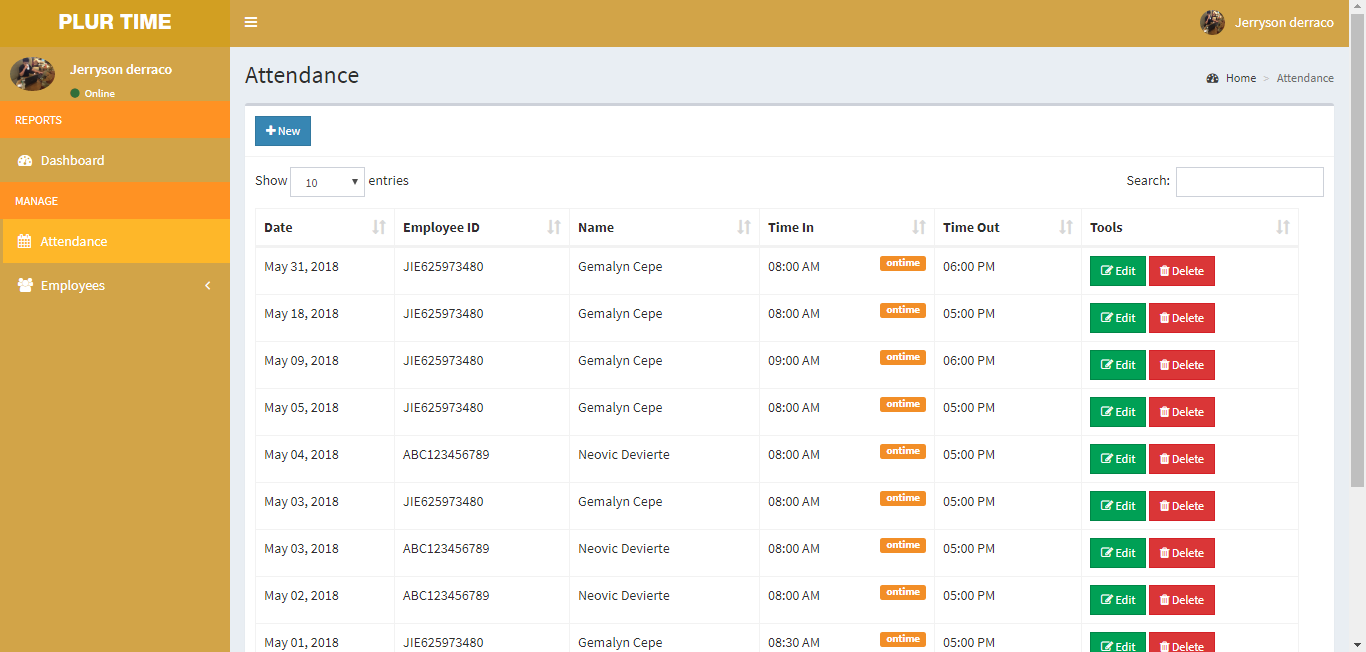 PLUR TIME
Jerryson derraco
Jerryson derraco
Online
REPORTS
Dashboard
MANAGE
Attendance
Employees
Attendance
Home > Attendance
New
Show 10 entries
Search:
Date Employee ID Name Time In Time Out Tools
May 31, 2018 JIE625973480 Gemalyn Cepe 08:00 AM ontime 06:00 PM Edit Delete
May 18, 2018 JIE625973480 Gemalyn Cepe 08:00 AM ontime 05:00 PM Edit Delete
May 09, 2018 JIE625973480 Gemalyn Cepe 09:00 AM ontime 06:00 PM Edit Delete
May 05, 2018 JIE625973480 Gemalyn Cepe 08:00 AM ontime 05:00 PM Edit Delete
May 04, 2018 ABC123456789 Neovic Devierte 08:00 AM ontime 05:00 PM Edit Delete
May 03, 2018 JIE625973480 Gemalyn Cepe 08:00 AM ontime 05:00 PM Edit Delete
May 03, 2018 ABC123456789 Neovic Devierte 08:00 AM ontime 05:00 PM Edit Delete
May 02, 2018 ABC123456789 Neovic Devierte 08:00 AM ontime 05:00 PM Edit Delete
May 01, 2018 JIE625973480 Gemalyn Cepe 08:30 AM ontime 05:00 PM Edit Delete